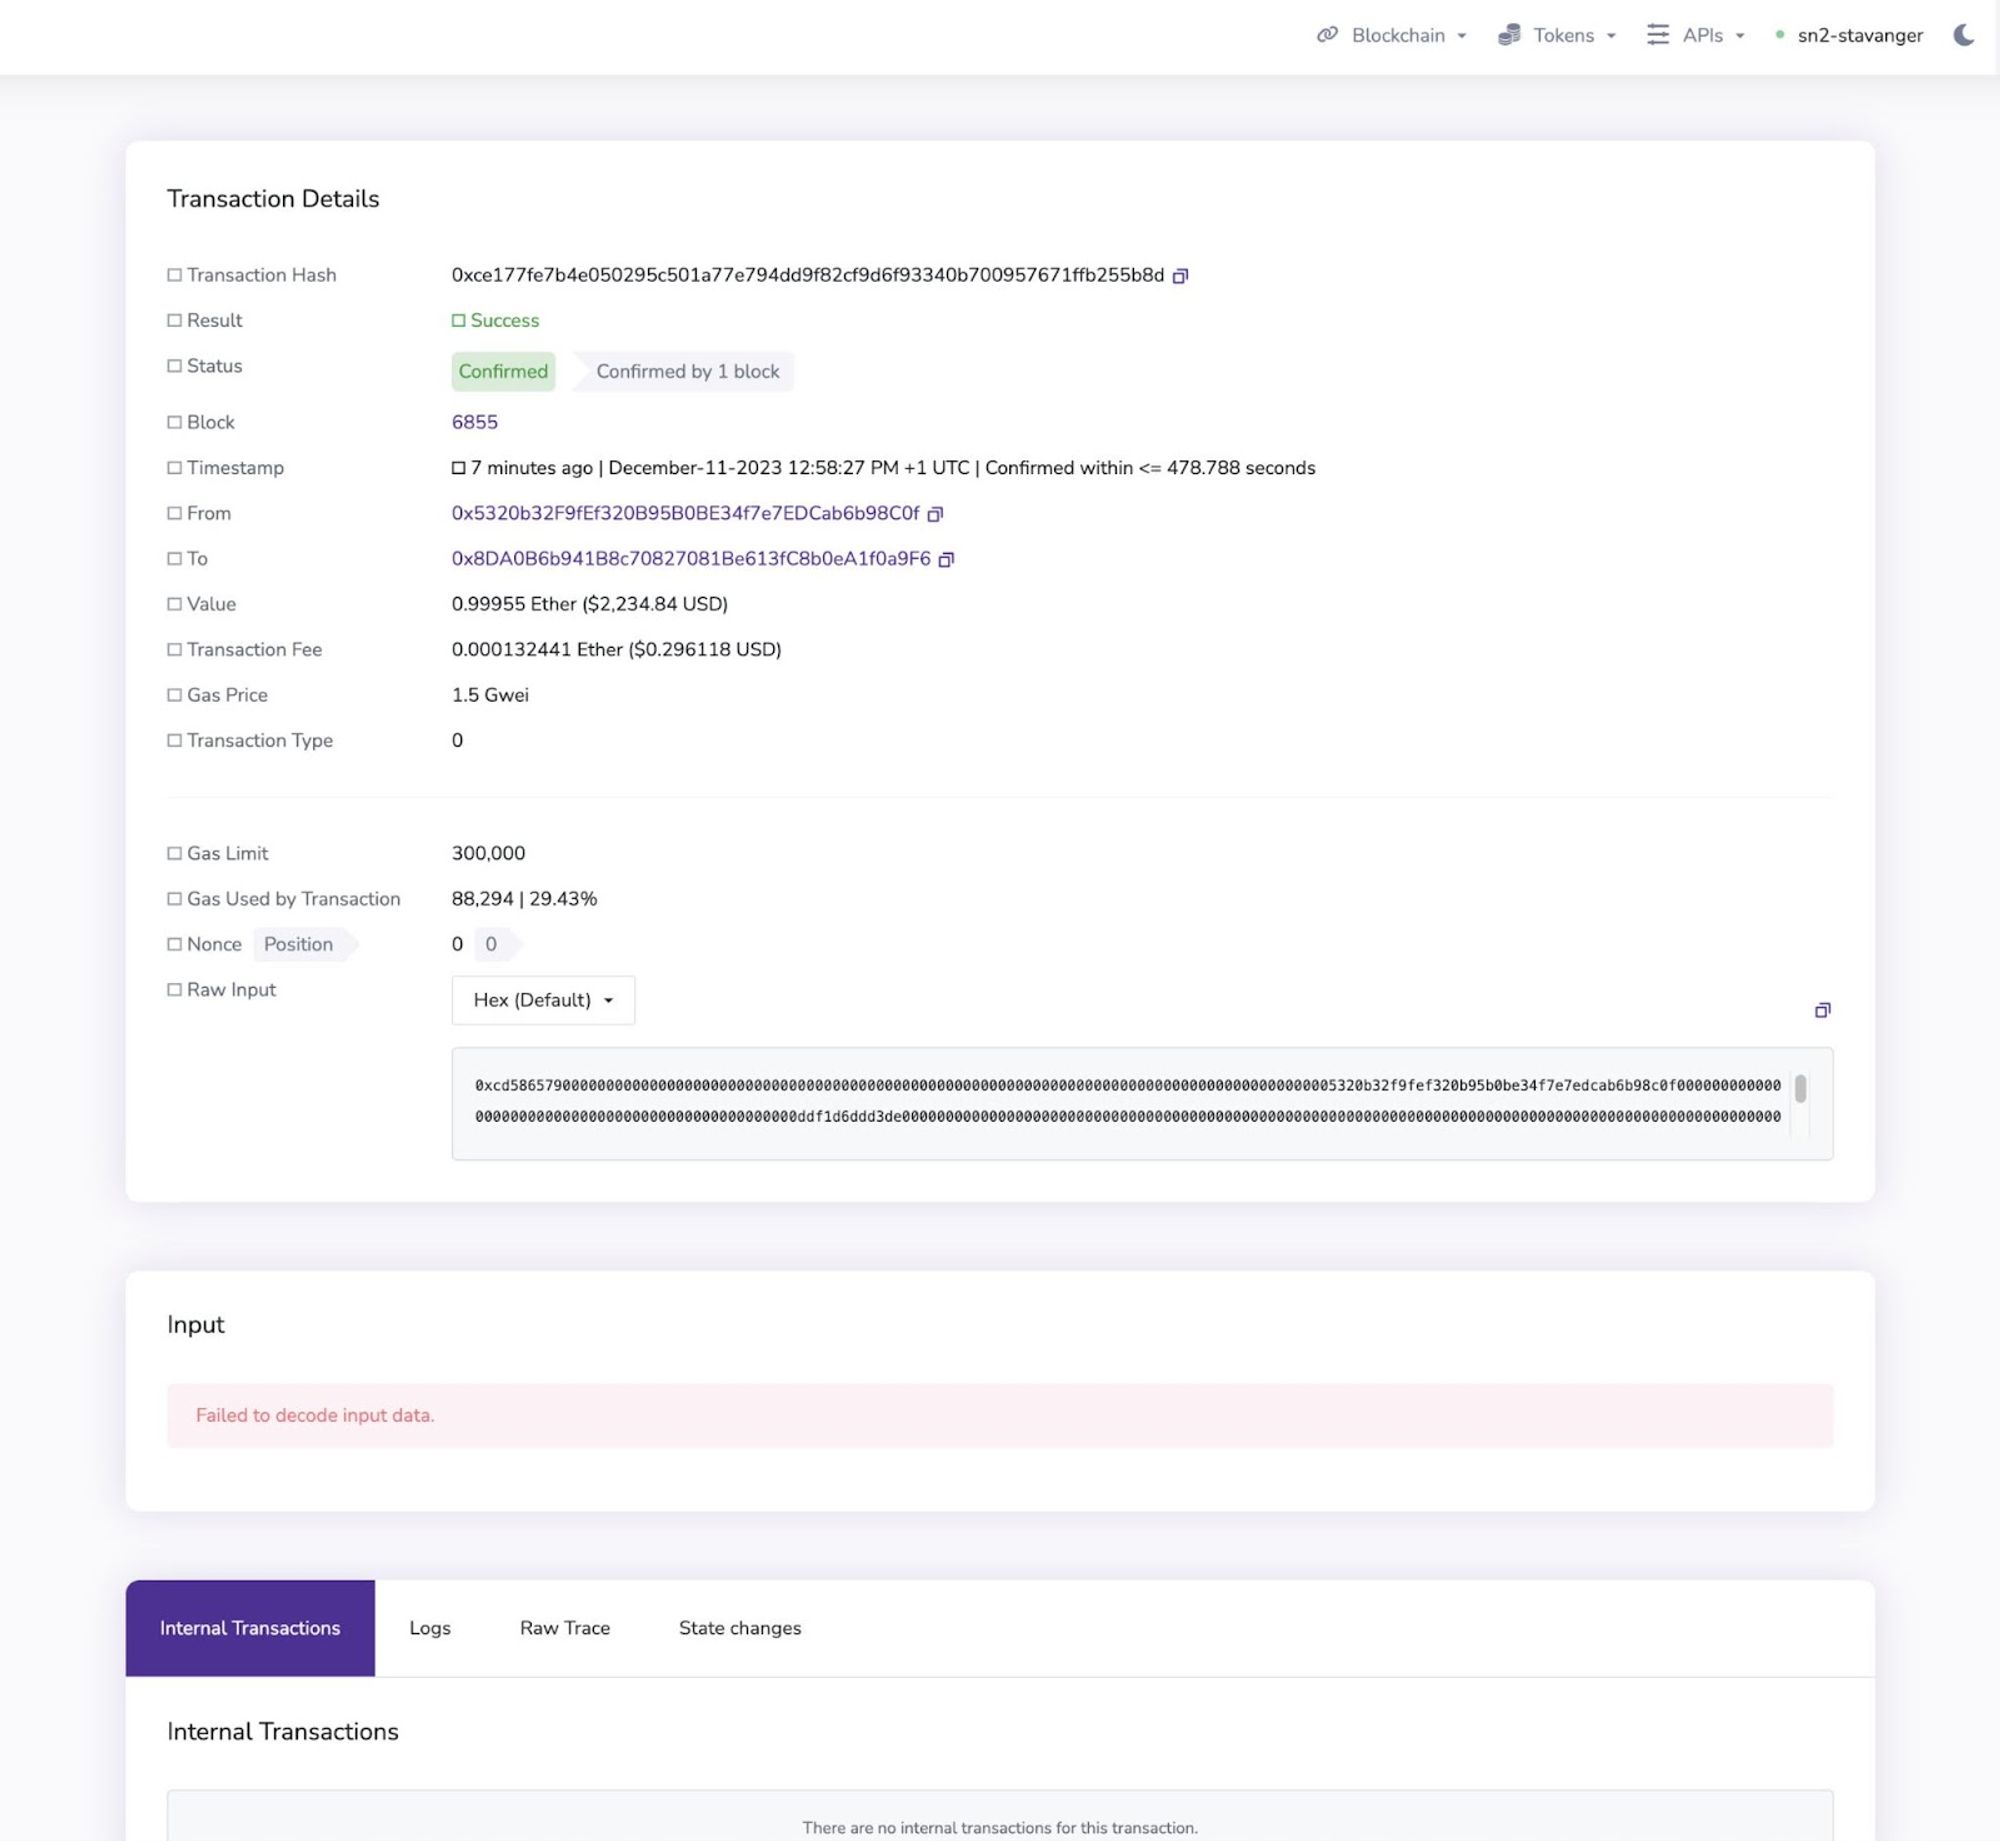 Blockchain Tokens APIs sn2-stavanger
Transaction Details
Transaction Hash 0xce177fe7b4e050295c501a77e794dd9f82cf9d6f93340b700957671ffb255b8d
Result Success
Status Confirmed Confirmed by 1 block
Block 6855
Timestamp 7 minutes ago | December-11-2023 12:58:27 PM +1 UTC | Confirmed within <= 478.788 seconds
From 0x5320b32F9fEf320B95B0BE34f7e7EDCab6b98C0f
To 0x8DA0B6b941B8c70827081Be613fC8b0eA1f0a9F6
Value 0.99955 Ether ($2,234.84 USD)
Transaction Fee 0.000132441 Ether ($0.296118 USD)
Gas Price 1.5 Gwei
Transaction Type 0
Gas Limit 300,000
Gas Used by Transaction 88,294 | 29.43%
Nonce Position 0 0
Raw Input Hex (Default)
Input
Failed to decode input data.
Internal Transactions Logs Raw Trace State changes
Internal Transactions
There are no internal transactions for this transaction.